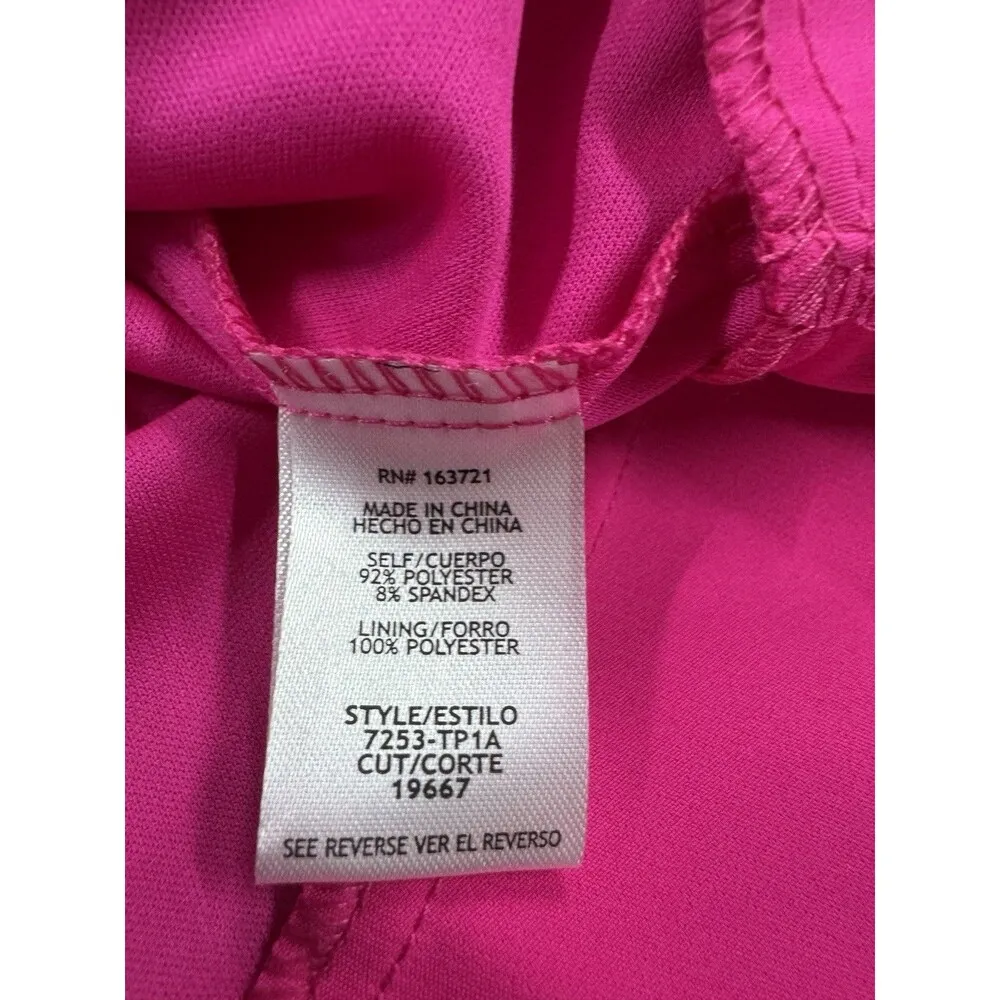 RN# 163721
MADE IN CHINA
HECHO EN CHINA
SELF/CUERPO
92% POLYESTER
8% SPANDEX
LINING/FORRO
100% POLYESTER
STYLE/ESTILO
7253-TP1A
CUT/CORTE
19667
SEE REVERSE VER EL REVERSO